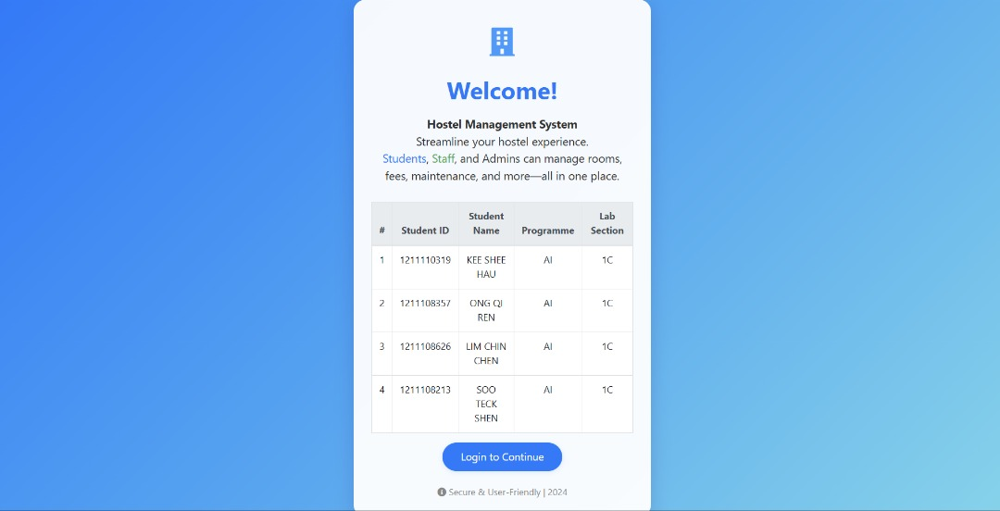 Welcome!
Hostel Management System
Streamline your hostel experience.
Students, Staff, and Admins can manage rooms,
fees, maintenance, and more—all in one place.
# Student ID Student Name Programme Lab Section
1 1211110319 KEE SHEE HAU AI 1C
2 1211108357 ONG QI REN AI 1C
3 1211108626 LIM CHIN CHEN AI 1C
4 1211108213 SOO TECK SHEN AI 1C
Login to Continue
Secure & User-Friendly | 2024